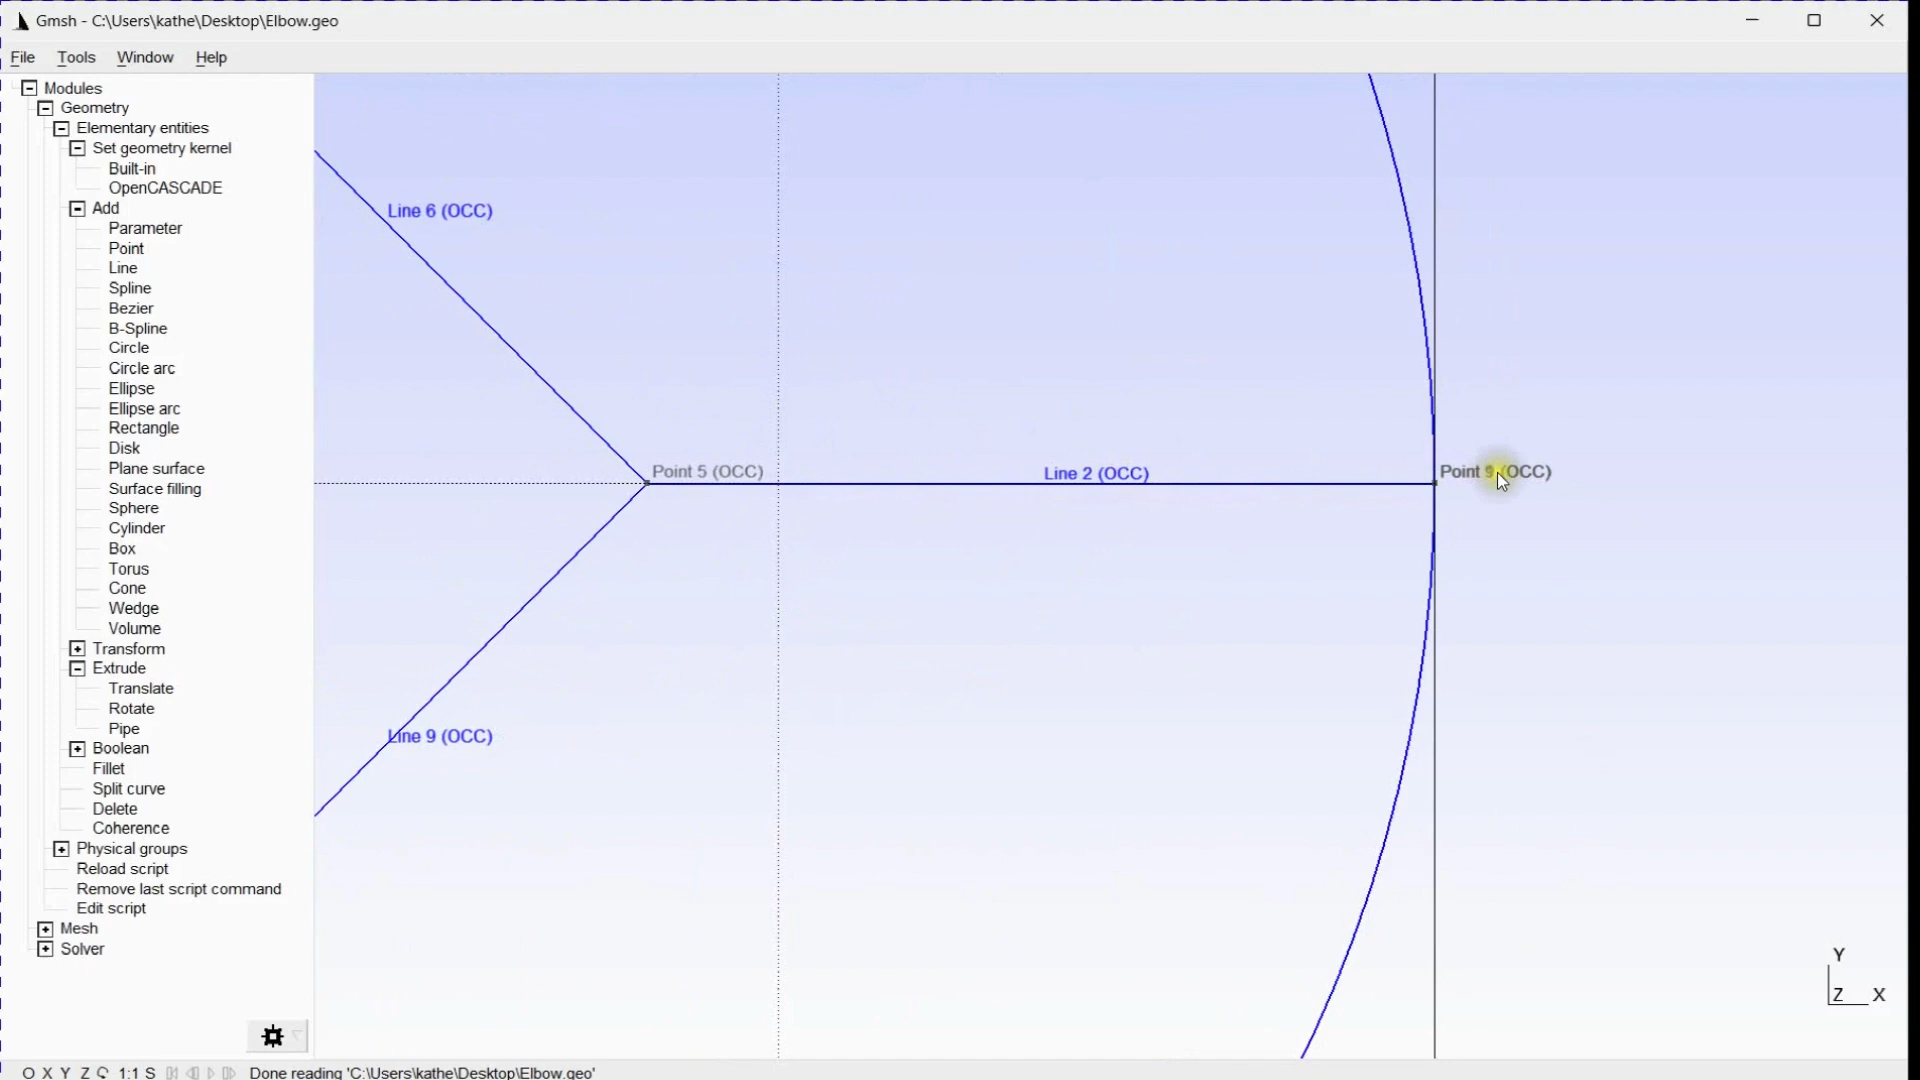 Gmsh - C:\Users\kathe\Desktop\Elbow.geo
File Tools Window Help
Modules
Geometry
Elementary entities
Set geometry kernel
Built-in
OpenCASCADE
Add
Parameter
Point
Line
Spline
Bezier
B-Spline
Circle
Circle arc
Ellipse
Ellipse arc
Rectangle
Disk
Plane surface
Surface filling
Sphere
Cylinder
Box
Torus
Cone
Wedge
Volume
Transform
Extrude
Translate
Rotate
Pipe
Boolean
Fillet
Split curve
Delete
Coherence
Physical groups
Reload script
Remove last script command
Edit script
Mesh
Solver
Line 6 (OCC)
Point 5 (OCC)
Line 2 (OCC)
Point 9 (OCC)
Line 9 (OCC)
Y
Z X
O X Y Z 1:1 S Done reading 'C:\Users\kathe\Desktop\Elbow.geo'